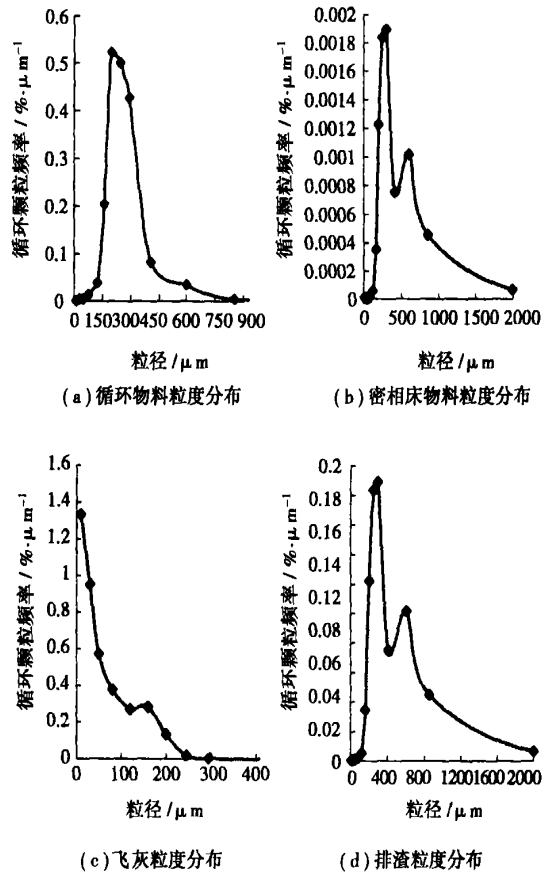 循环颗粒频率 / %·μm⁻¹
0.6
0.5
0.4
0.3
0.2
0.1
0
0 150 300 450 600 750 900
粒径 /μm
(a)循环物料粒度分布
循环颗粒频率 / %·μm⁻¹
0.002
0.0018
0.0016
0.0014
0.0012
0.001
0.0008
0.0006
0.0004
0.0002
0
0 500 1000 1500 2000
粒径 /μm
(b)密相床物料粒度分布
循环颗粒频率 / %·μm⁻¹
1.6
1.4
1.2
1
0.8
0.6
0.4
0.2
0
0 100 200 300 400
粒径 /μm
(c)飞灰粒度分布
循环颗粒频率 / %·μm⁻¹
0.2
0.18
0.16
0.14
0.12
0.10
0.08
0.06
0.04
0.02
0
0 400 800 1200 1600 2000
粒径 /μm
(d)排渣粒度分布